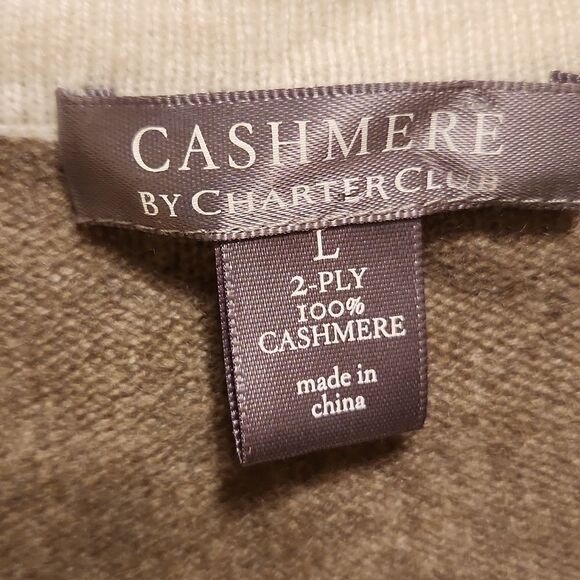 CASHMERE
BY CHARTER CLUB
L
2-PLY
100%
CASHMERE
made in
china